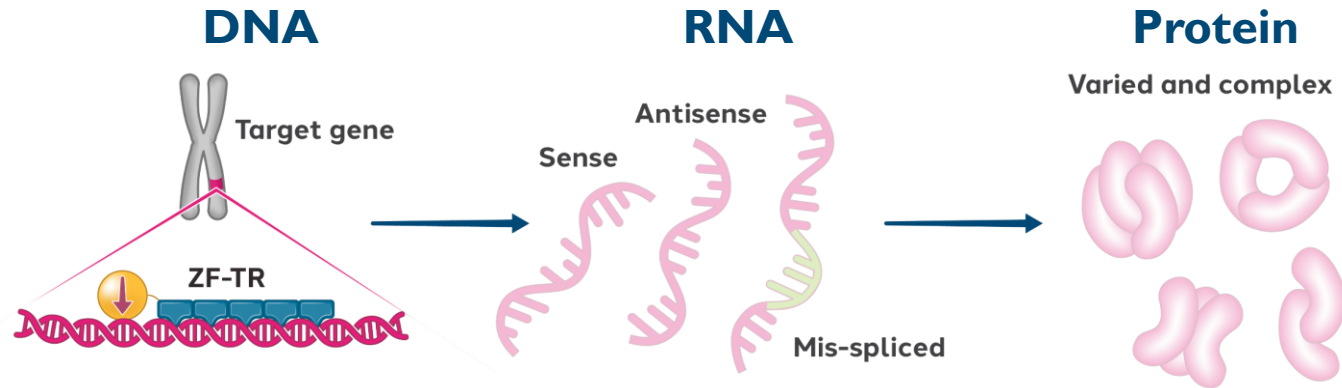 DNA
RNA
Protein
Target gene
ZF-TR
Sense
Antisense
Mis-spliced
Varied and complex